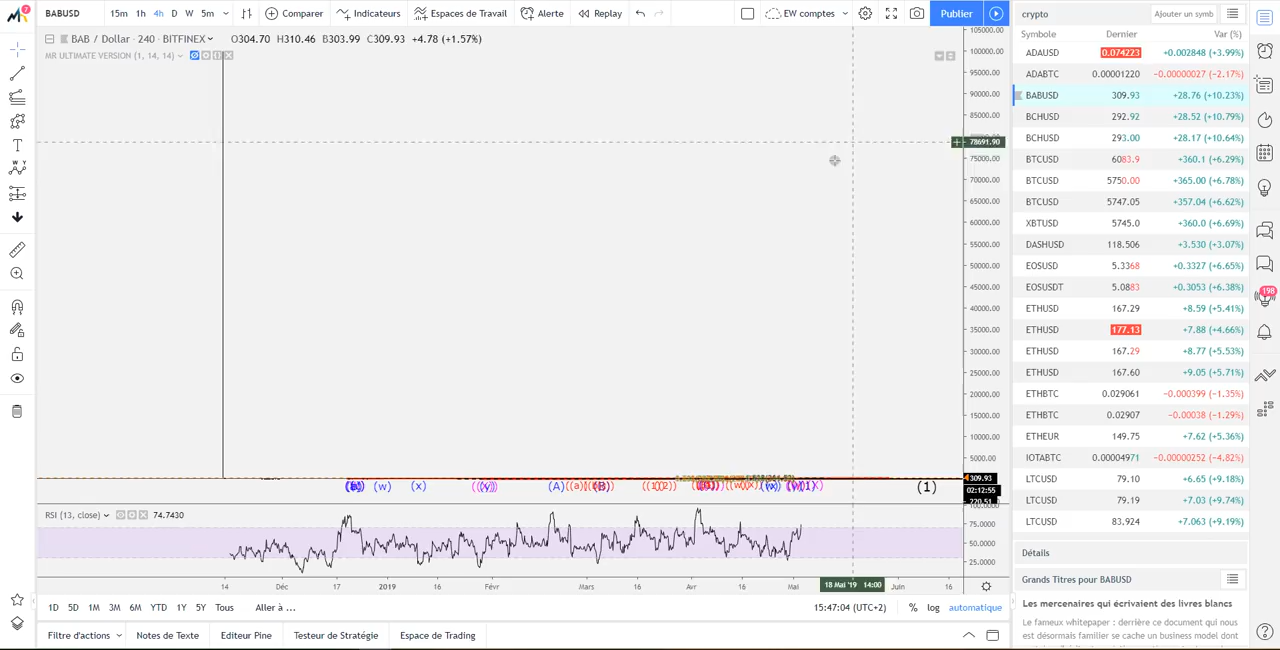 7
BABUSD 15m 1h 4h D W 5m Comparer Indicateurs Espaces de Travail Alerte Replay EW comptes Publier
BAB / Dollar · 240 · BITFINEX O304.70 H310.46 B303.99 C309.93 +4.78 (+1.57%)
MR ULTIMATE VERSION (1, 14, 14)
105000.00
100000.00
95000.00
90000.00
85000.00
78691.90
75000.00
70000.00
65000.00
60000.00
55000.00
50000.00
45000.00
40000.00
35000.00
30000.00
25000.00
20000.00
15000.00
10000.00
5000.00
309.93
02:12:55
220.51
(w) (x) ((y)) (A) (B) (1)
RSI (13, close) 74.7430
100.0000
75.0000
50.0000
25.0000
14 Déc 17 2019 16 Févr 15 Mars 16 Avr 16 Mai 18 Mai '19 14:00 Juin 16
1D 5D 1M 3M 6M YTD 1Y 5Y Tous Aller à ... 15:47:04 (UTC+2) % log automatique
Filtre d'actions Notes de Texte Editeur Pine Testeur de Stratégie Espace de Trading
crypto Ajouter un symb
Symbole Dernier Var (%)
ADAUSD 0.074223 +0.002848 (+3.99%)
ADABTC 0.00001220 −0.00000027 (−2.17%)
BABUSD 309.93 +28.76 (+10.23%)
BCHUSD 292.92 +28.52 (+10.79%)
BCHUSD 293.00 +28.17 (+10.64%)
BTCUSD 6083.9 +360.1 (+6.29%)
BTCUSD 5750.00 +365.00 (+6.78%)
BTCUSD 5747.05 +357.04 (+6.62%)
XBTUSD 5745.0 +360.0 (+6.69%)
DASHUSD 118.506 +3.530 (+3.07%)
EOSUSD 5.3368 +0.3327 (+6.65%)
EOSUSDT 5.0883 +0.3053 (+6.38%)
ETHUSD 167.29 +8.59 (+5.41%)
ETHUSD 177.13 +7.88 (+4.66%)
ETHUSD 167.29 +8.77 (+5.53%)
ETHUSD 167.60 +9.05 (+5.71%)
ETHBTC 0.029061 −0.000399 (−1.35%)
ETHBTC 0.02907 −0.00038 (−1.29%)
ETHEUR 149.75 +7.62 (+5.36%)
IOTABTC 0.00004971 −0.00000252 (−4.82%)
LTCUSD 79.10 +6.65 (+9.18%)
LTCUSD 79.19 +7.03 (+9.74%)
LTCUSD 83,924 +7.063 (+9.19%)
Détails
Grands Titres pour BABUSD
Les mercenaires qui écrivaient des livres blancs
Le fameux whitepaper : derrière ce document qui nous
est désormais familier se cache un business model dont
198